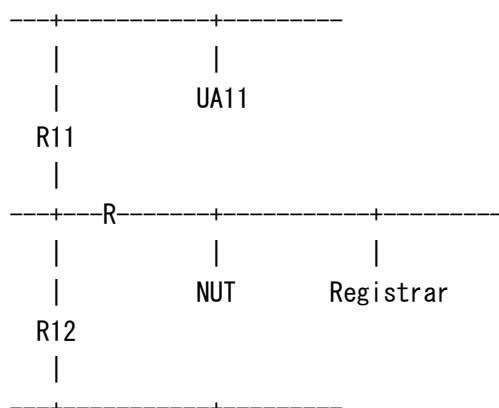 ---+-----------+---------
|           |
|          UA11
R11
|
---+---R-------+-----------+---------
|           |           |
|          NUT       Registrar
R12
|
---+-----------+---------